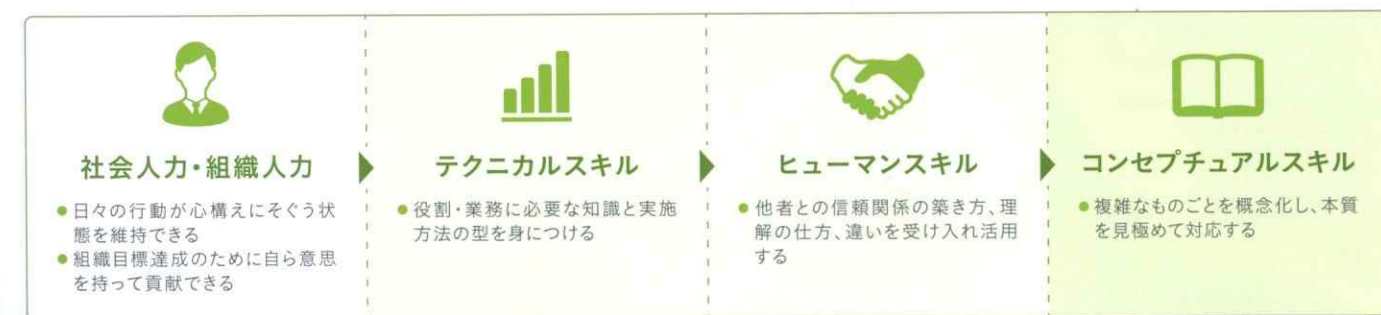 社会人力・組織人力
●日々の行動が心構えにそぐう状
態を維持できる
●組織目標達成のために自ら意思
を持って貢献できる
テクニカルスキル
●役割・業務に必要な知識と実施
方法の型を身につける
ヒューマンスキル
●他者との信頼関係の築き方、理
解の仕方、違いを受け入れ活用
する
コンセプチュアルスキル
●複雑なものごとを概念化し、本質
を見極めて対応する